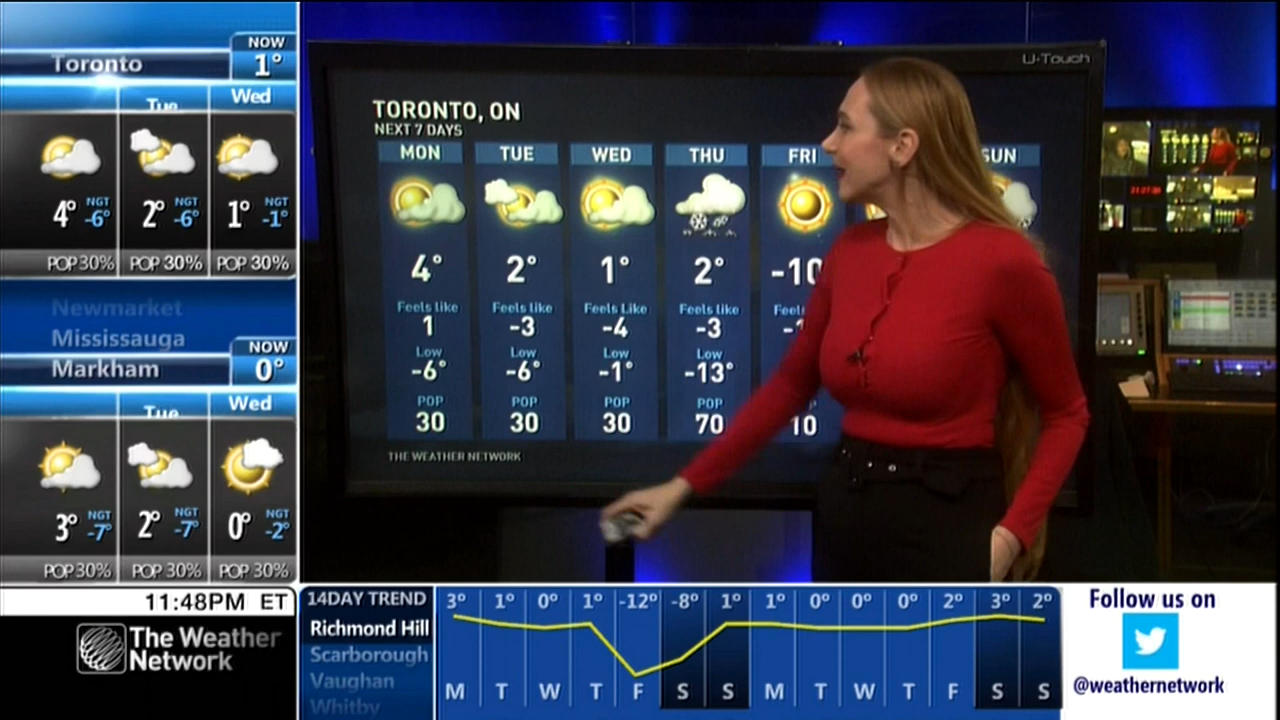 NOW
Toronto 1°
Tue Wed
4° NGT -6° 2° NGT -6° 1° NGT -1°
POP 30% POP 30% POP 30%
Newmarket
Mississauga
NOW
Markham 0°
Tue Wed
3° NGT -7° 2° NGT -7° 0° NGT -2°
POP 30% POP 30% POP 30%
11:48PM ET
The Weather
Network
U-Touch
TORONTO, ON
NEXT 7 DAYS
MON TUE WED THU FRI SUN
4° 2° 1° 2° -10
Feels like Feels like Feels Like Feels like
1 -3 -4 -3
Low Low Low Low
-6° -6° -1° -13°
POP POP POP POP
30 30 30 70 10
THE WEATHER NETWORK
14DAY TREND
Richmond Hill
Scarborough
Vaughan
Whitby
3° 1° 0° 1° -12° -8° 1° 1° 0° 0° 0° 2° 3° 2°
M T W T F S S M T W T F S S
Follow us on
@weathernetwork